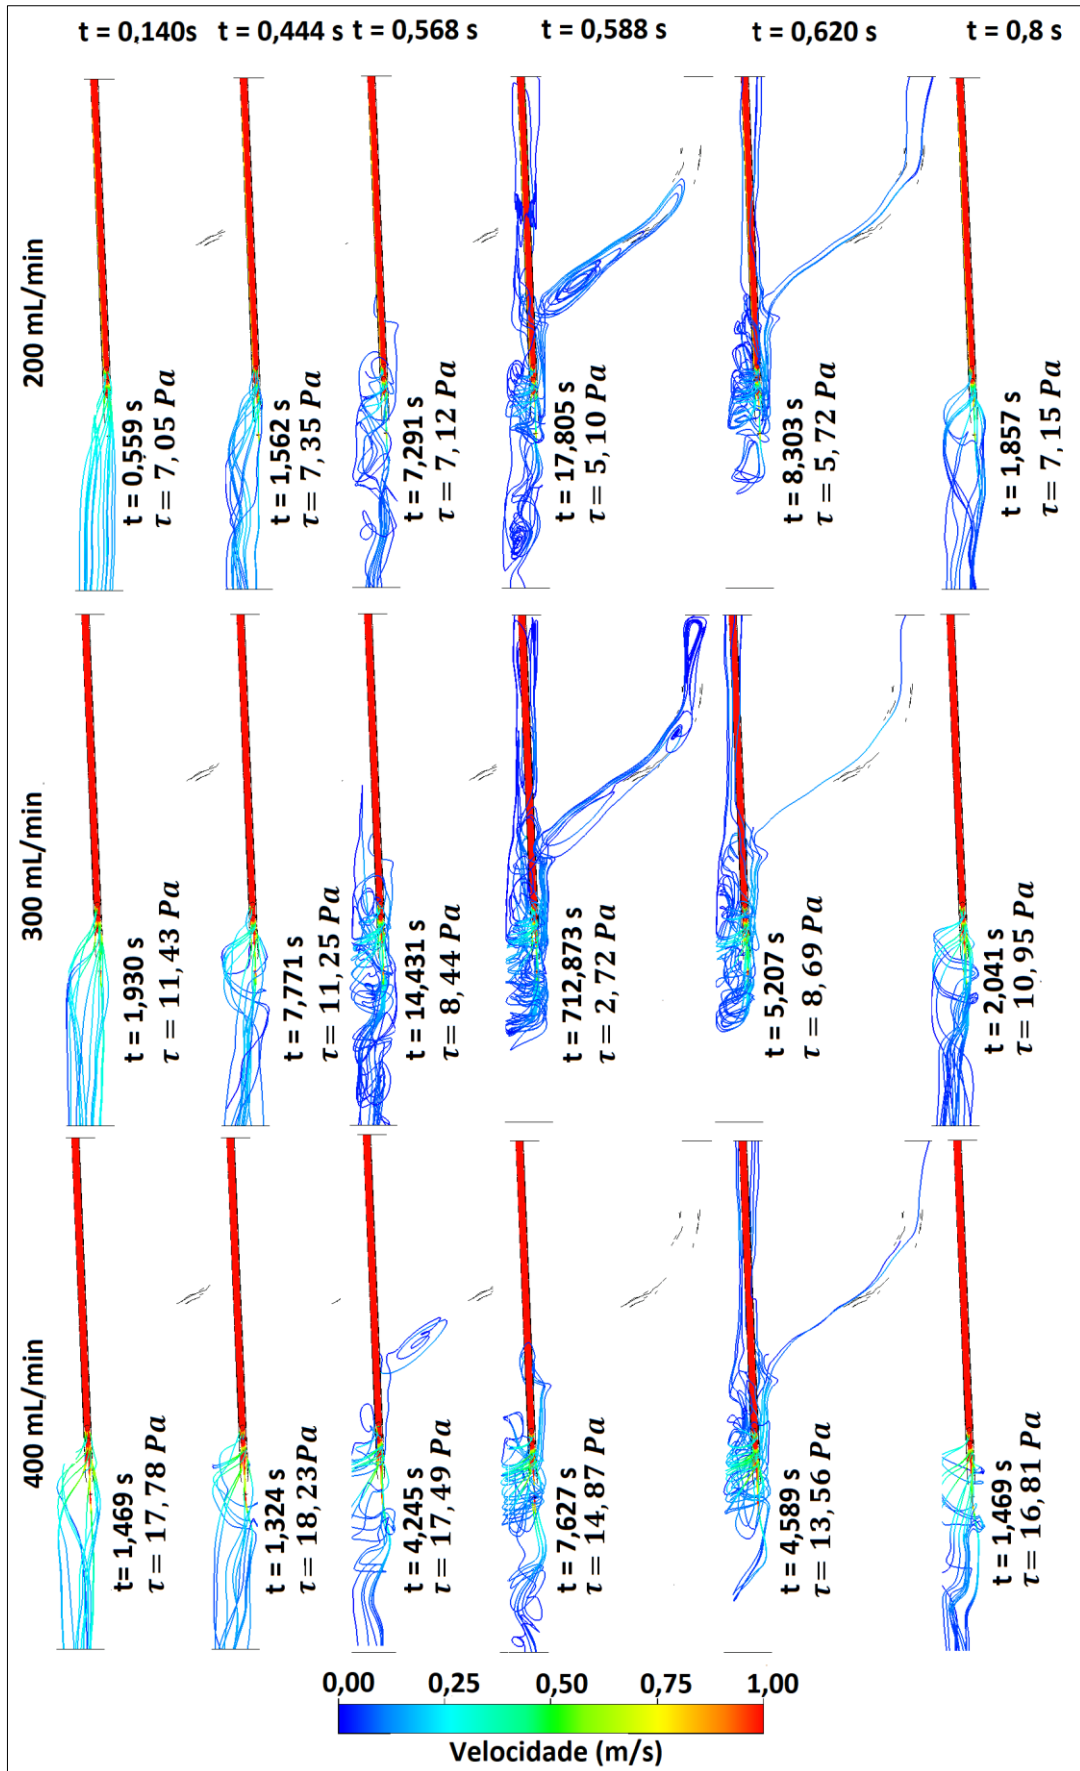 t = 0,140s
t = 0,444 s
t = 0,568 s
t = 0,588 s
t = 0,620 s
t = 0,8 s
200 mL/min
t = 0,559 s
τ = 7,05 Pa
t = 1,562 s
τ = 7,35 Pa
t = 7,291 s
τ = 7,12 Pa
t = 17,805 s
τ = 5,10 Pa
t = 8,303 s
τ = 5,72 Pa
t = 1,857 s
τ = 7,15 Pa
300 mL/min
t = 1,930 s
τ = 11,43 Pa
t = 7,771 s
τ = 11,25 Pa
t = 14,431 s
τ = 8,44 Pa
t = 712,873 s
τ = 2,72 Pa
t = 5,207 s
τ = 8,69 Pa
t = 2,041 s
τ = 10,95 Pa
400 mL/min
t= 1,469 s
τ = 17,78 Pa
t = 1,324 s
τ = 18,23Pa
t = 4,245 s
τ = 17,49 Pa
t = 7,627 s
τ = 14,87 Pa
t = 4,589 s
τ = 13,56 Pa
t = 1,469 s
τ = 16,81 Pa
0,00 0,25 0,50 0,75 1,00
Velocidade (m/s)